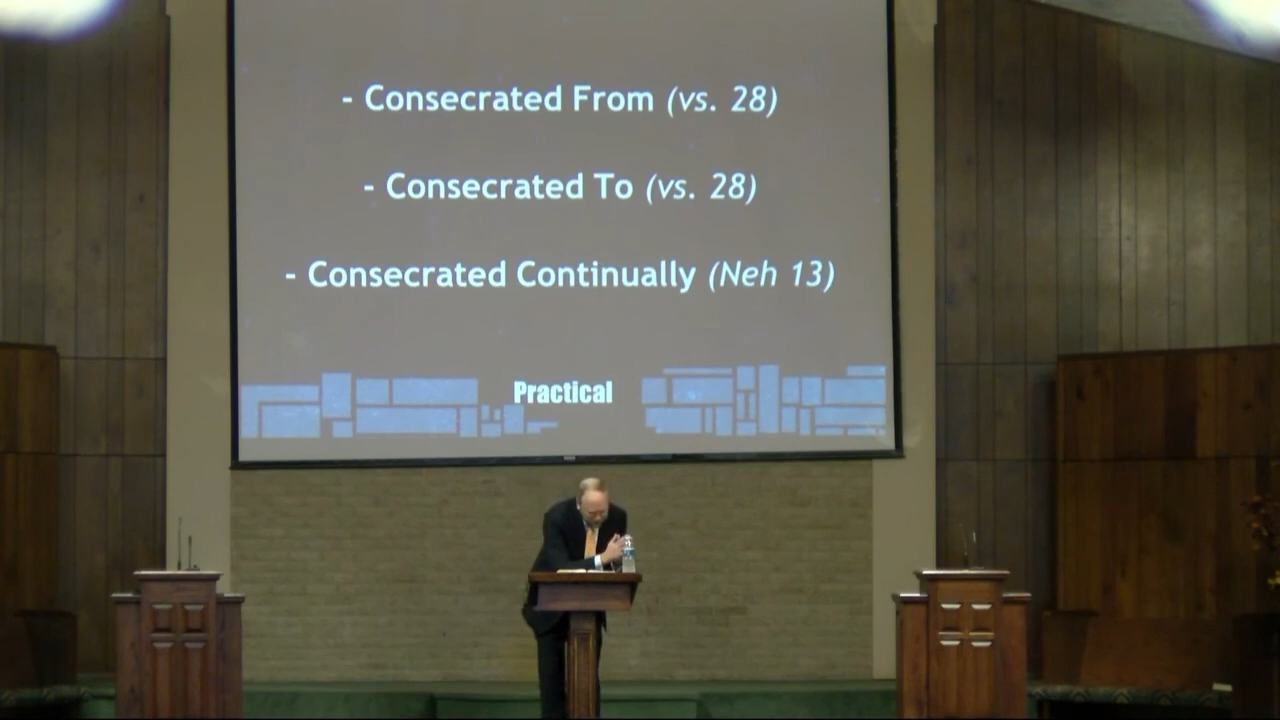 - Consecrated From (vs. 28)
- Consecrated To (vs. 28)
- Consecrated Continually (Neh 13)
Practical